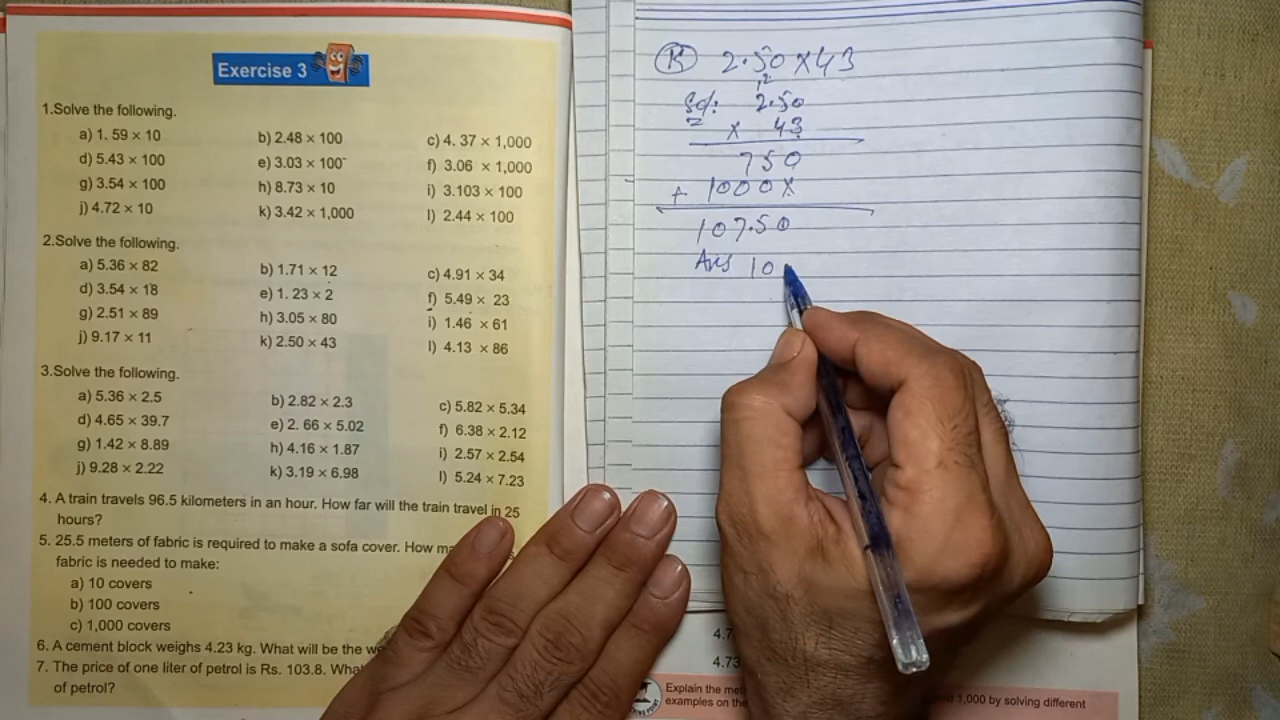 Exercise 3
1.Solve the following.
a) 1. 59 × 10 b) 2.48 × 100 c) 4. 37 × 1,000
d) 5.43 × 100 e) 3.03 × 100 f) 3.06 × 1,000
g) 3.54 × 100 h) 8.73 × 10 i) 3.103 × 100
j) 4.72 × 10 k) 3.42 × 1,000 l) 2.44 × 100
2.Solve the following.
a) 5.36 × 82 b) 1.71 × 12 c) 4.91 × 34
d) 3.54 × 18 e) 1. 23 × 2 f) 5.49 × 23
g) 2.51 × 89 h) 3.05 × 80 i) 1.46 × 61
j) 9.17 × 11 k) 2.50 × 43 l) 4.13 × 86
3.Solve the following.
a) 5.36 × 2.5 b) 2.82 × 2.3 c) 5.82 × 5.34
d) 4.65 × 39.7 e) 2. 66 × 5.02 f) 6.38 × 2.12
g) 1.42 × 8.89 h) 4.16 × 1.87 i) 2.57 × 2.54
j) 9.28 × 2.22 k) 3.19 × 6.98 l) 5.24 × 7.23
4. A train travels 96.5 kilometers in an hour. How far will the train travel in 25
hours?
5. 25.5 meters of fabric is required to make a sofa cover. How
fabric is needed to make:
a) 10 covers
b) 100 covers
c) 1,000 covers
6. A cement block weighs 4.23 kg. What will be the
7. The price of one liter of petrol is Rs. 103.8.
of petrol?
K 2.50 × 43
Sol: 2.50
× 43
750
+ 1000×
107.50
Ans 10
4.7
4.73
Explain the
1,000 by solving different
examples on the